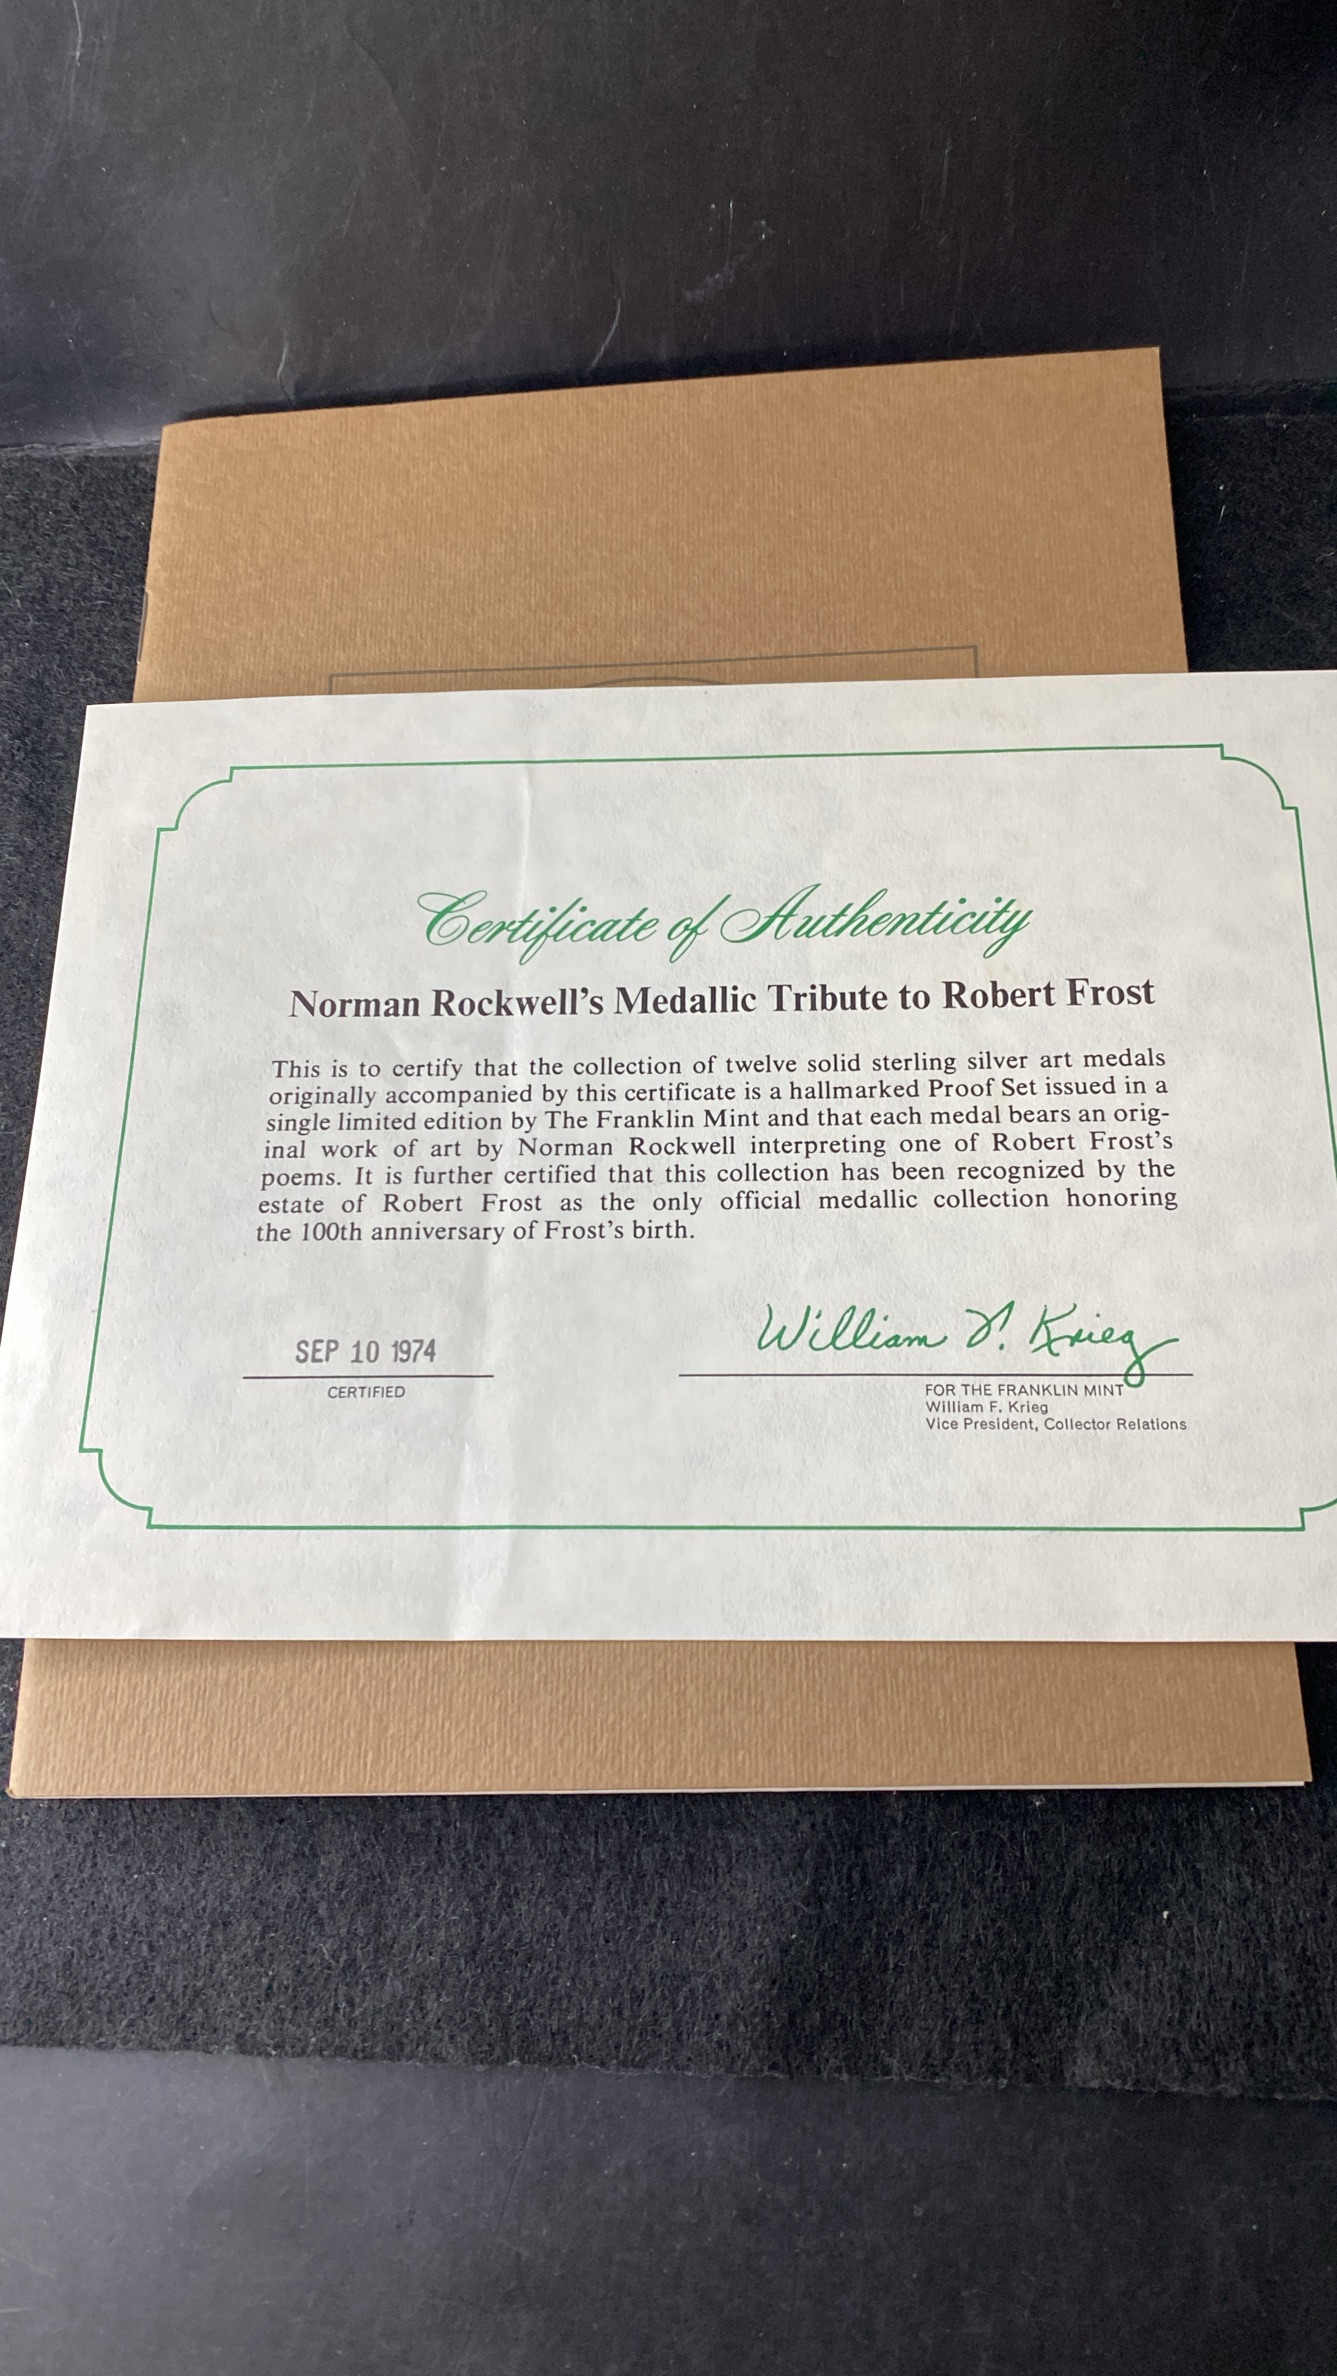 Certificate of Authenticity
Norman Rockwell's Medallic Tribute to Robert Frost
This is to certify that the collection of twelve solid sterling silver art medals
originally accompanied by this certificate is a hallmarked Proof Set issued in a
single limited edition by The Franklin Mint and that each medal bears an orig-
inal work of art by Norman Rockwell interpreting one of Robert Frost's
poems. It is further certified that this collection has been recognized by the
estate of Robert Frost as the only official medallic collection honoring
the 100th anniversary of Frost's birth.
SEP 10 1974
CERTIFIED
William F. Krieg
FOR THE FRANKLIN MINT
William F. Krieg
Vice President, Collector Relations